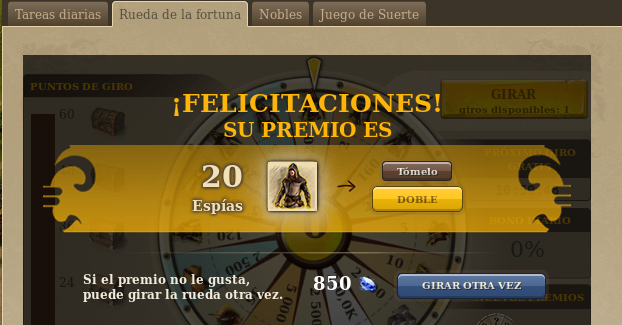 Tareas diarias
Rueda de la fortuna
Nobles
Juego de Suerte
PUNTOS DE GIRO
GIRAR
giros disponibles: 1
60
¡FELICITACIONES!
SU PREMIO ES
20
Espías
Tómelo
DOBLE
0%
24
Si el premio no le gusta,
puede girar la rueda otra vez.
850
GIRAR OTRA VEZ